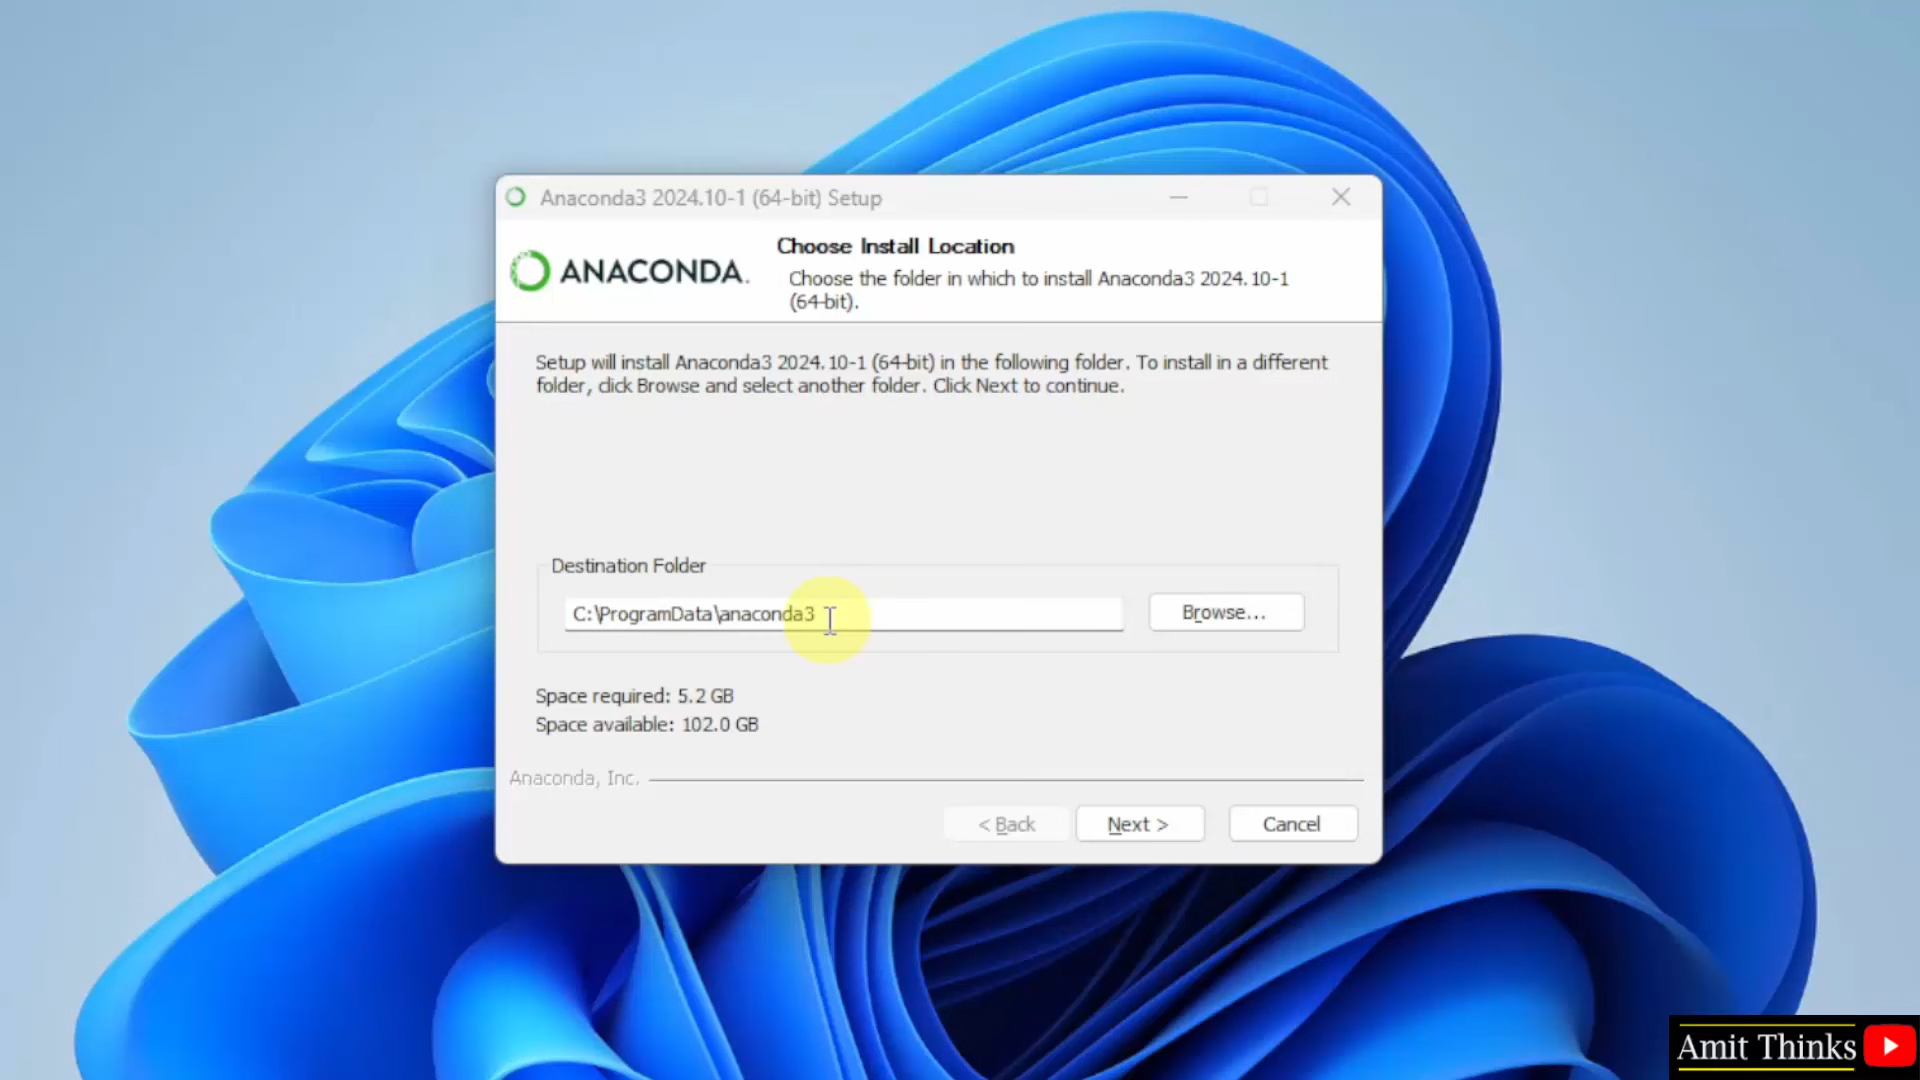 Anaconda3 2024.10-1 (64-bit) Setup
ANACONDA.
Choose Install Location
Choose the folder in which to install Anaconda3 2024.10-1
(64-bit).
Setup will install Anaconda3 2024.10-1 (64-bit) in the following folder. To install in a different
folder, click Browse and select another folder. Click Next to continue.
Destination Folder
C:\ProgramData\anaconda3
Browse...
Space required: 5.2 GB
Space available: 102.0 GB
Anaconda, Inc.
< Back
Next >
Cancel
Amit Thinks